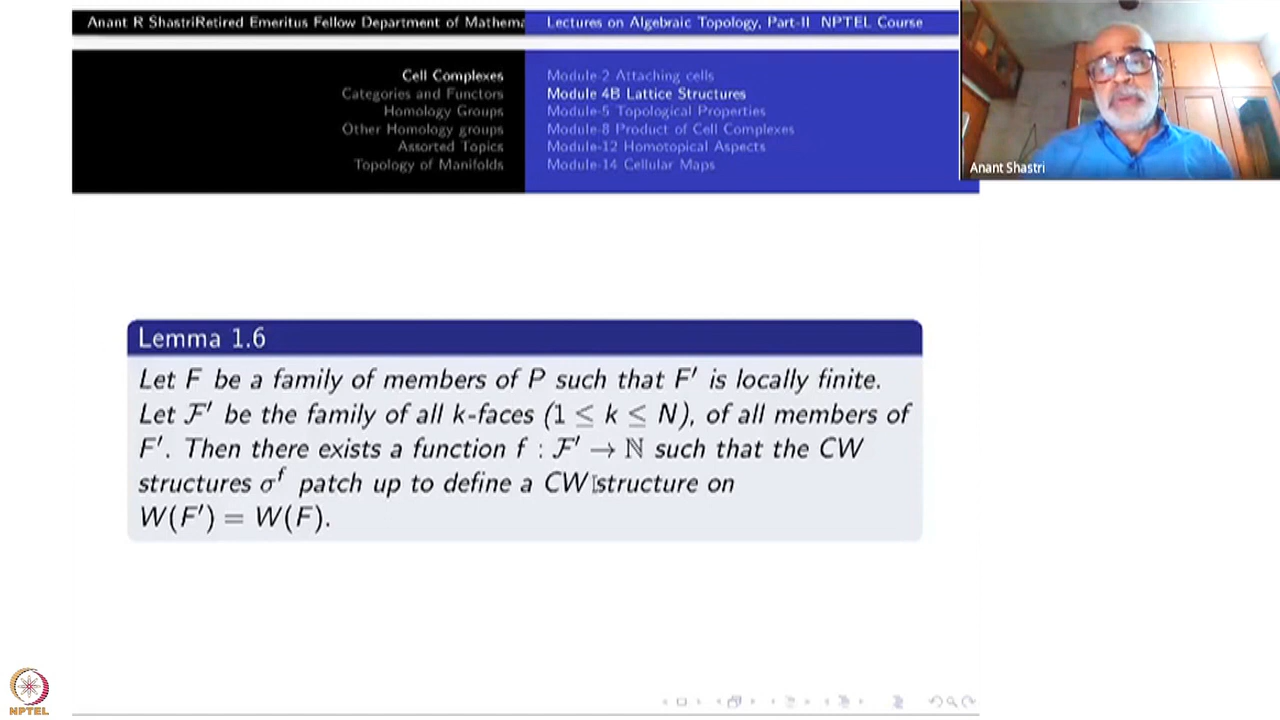 Anant R ShastriRetired Emeritus Fellow Department of Mathema
Lectures on Algebraic Topology, Part-II NPTEL Course
Cell Complexes
Categories and Functors
Homology Groups
Other Homology groups
Assorted Topics
Topology of Manifolds
Module-2 Attaching cells
Module 4B Lattice Structures
Module-5 Topological Properties
Module-8 Product of Cell Complexes
Module-12 Homotopical Aspects
Module-14 Cellular Maps
Anant Shastri
Lemma 1.6
Let F be a family of members of P such that F′ is locally finite.
Let ℱ′ be the family of all k-faces (1 ≤ k ≤ N), of all members of
F′. Then there exists a function f : ℱ′ → ℕ such that the CW
structures σ^f patch up to define a CW structure on
W(F′) = W(F).
NPTEL